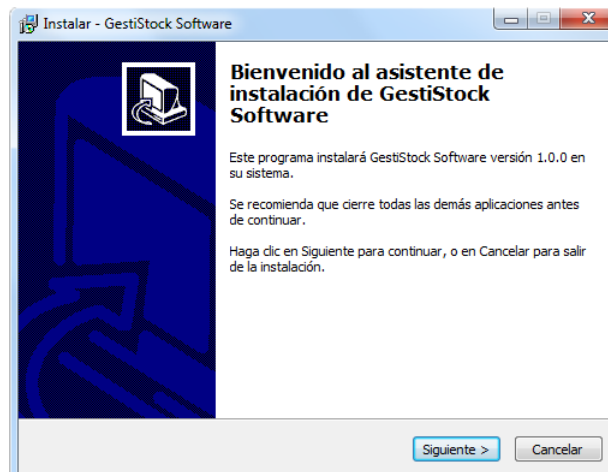 Instalar - GestiStock Software
Bienvenido al asistente de
instalación de GestiStock
Software
Este programa instalará GestiStock Software versión 1.0.0 en
su sistema.
Se recomienda que cierre todas las demás aplicaciones antes
de continuar.
Haga clic en Siguiente para continuar, o en Cancelar para salir
de la instalación.
Siguiente >
Cancelar